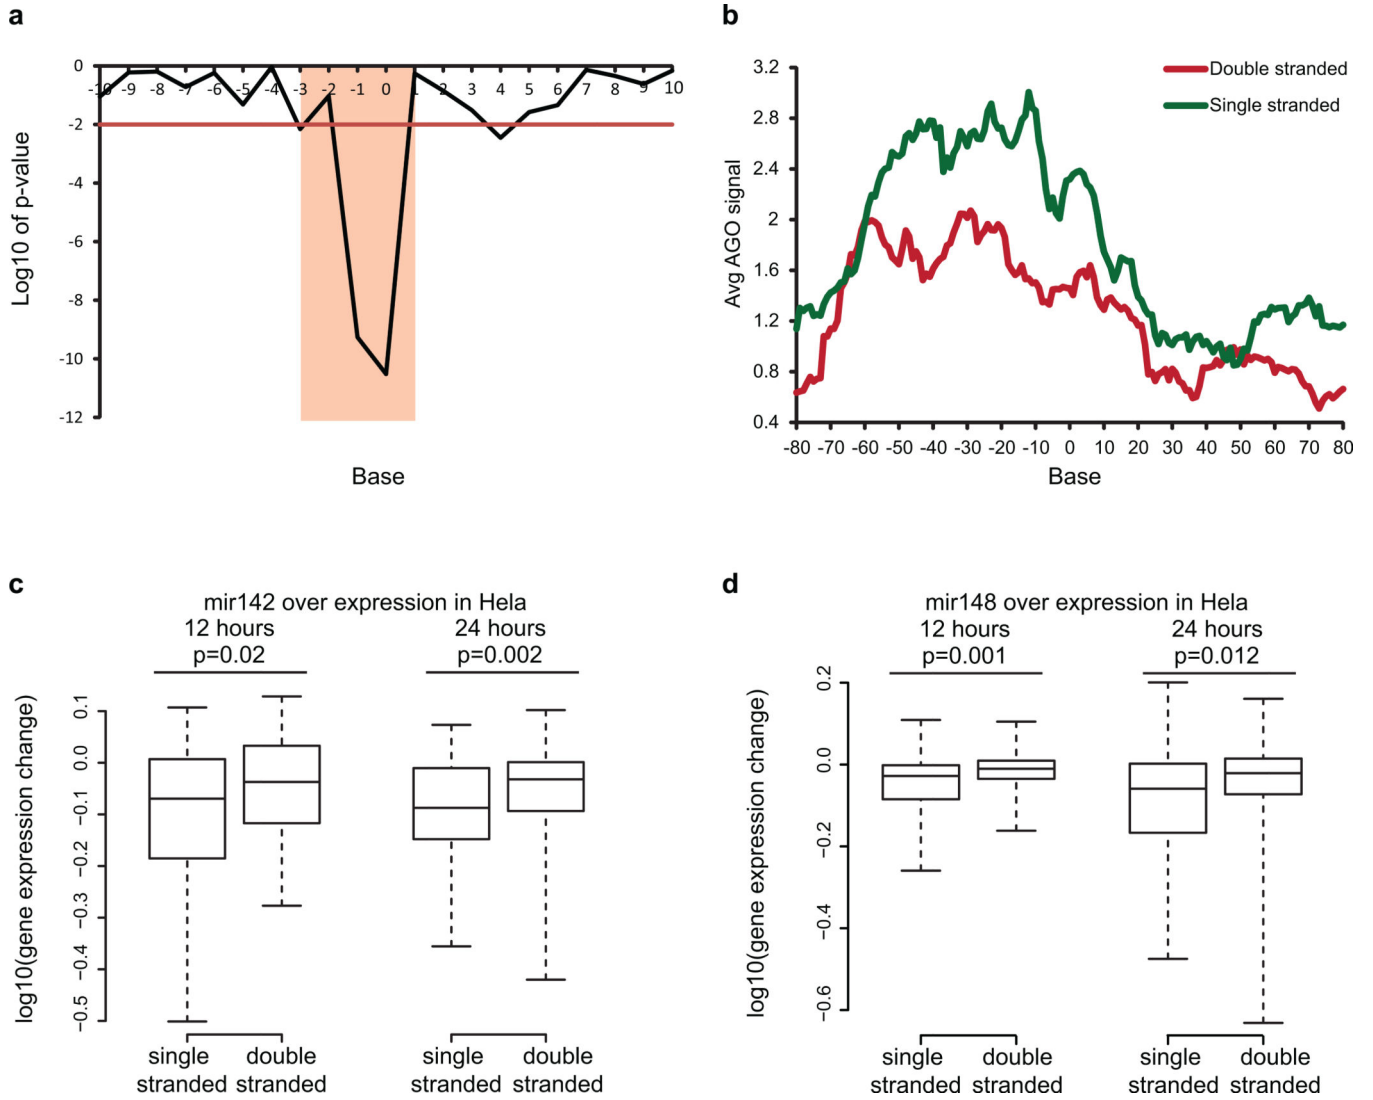 a
0
-2
-4
-6
-8
-10
-12
-10 -9 -8 -7 -6 -5 -4 -3 -2 -1 0 1 2 3 4 5 6 7 8 9 10
Log10 of p-value
Base
b
3.2
2.8
2.4
2
1.6
1.2
0.8
0.4
-80 -70 -60 -50 -40 -30 -20 -10 0 10 20 30 40 50 60 70 80
Avg AGO signal
Base
Double stranded
Single stranded
c
mir142 over expression in Hela
12 hours 24 hours
p=0.02 p=0.002
log10(gene expression change)
0.1
0.0
−0.1
−0.2
−0.3
−0.4
−0.5
single double single double
stranded stranded stranded stranded
d
mir148 over expression in Hela
12 hours 24 hours
p=0.001 p=0.012
log10(gene expression change)
0.2
0.0
−0.2
−0.4
−0.6
single double single double
stranded stranded stranded stranded